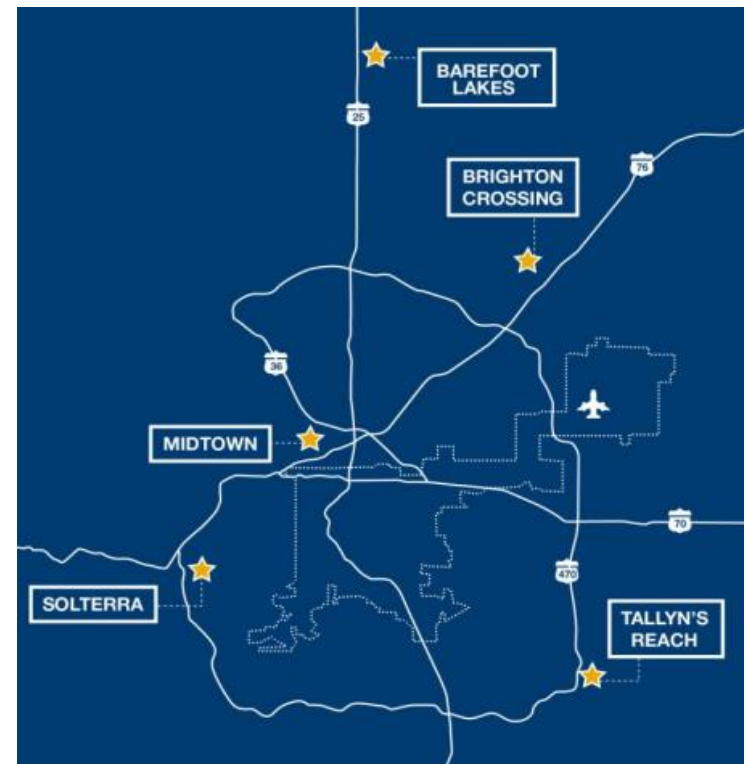 BAREFOOT
LAKES
25
BRIGHTON
CROSSING
76
36
MIDTOWN
70
470
SOLTERRA
TALLYN'S
REACH